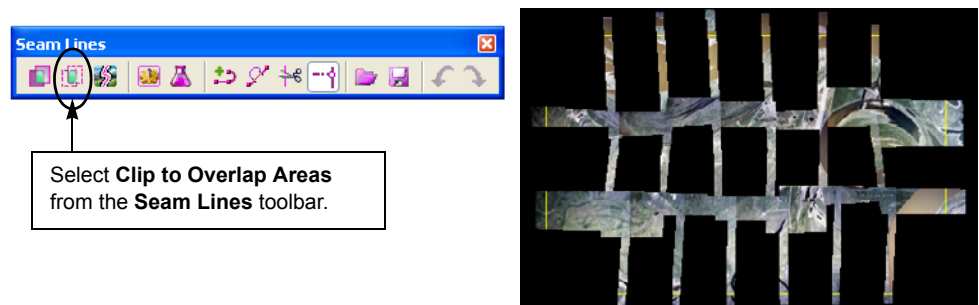 Seam Lines
Select Clip to Overlap Areas
from the Seam Lines toolbar.